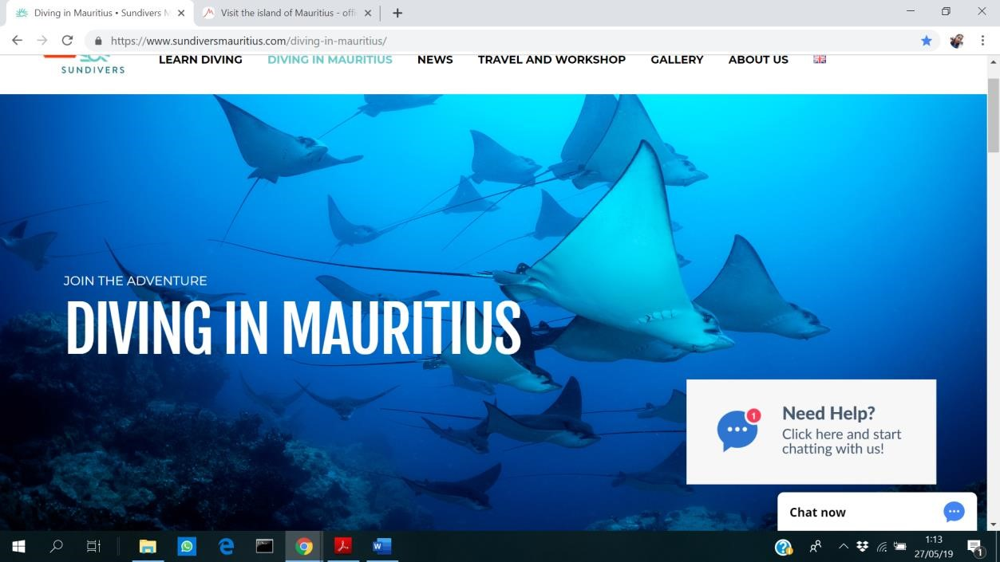 Diving in Mauritius • Sundivers M
Visit the island of Mauritius - offi
https://www.sundiversmauritius.com/diving-in-mauritius/
SUNDIVERS
LEARN DIVING
DIVING IN MAURITIUS
NEWS
TRAVEL AND WORKSHOP
GALLERY
ABOUT US
JOIN THE ADVENTURE
DIVING IN MAURITIUS
1
Need Help?
Click here and start
chatting with us!
Chat now
1:13
27/05/19
1